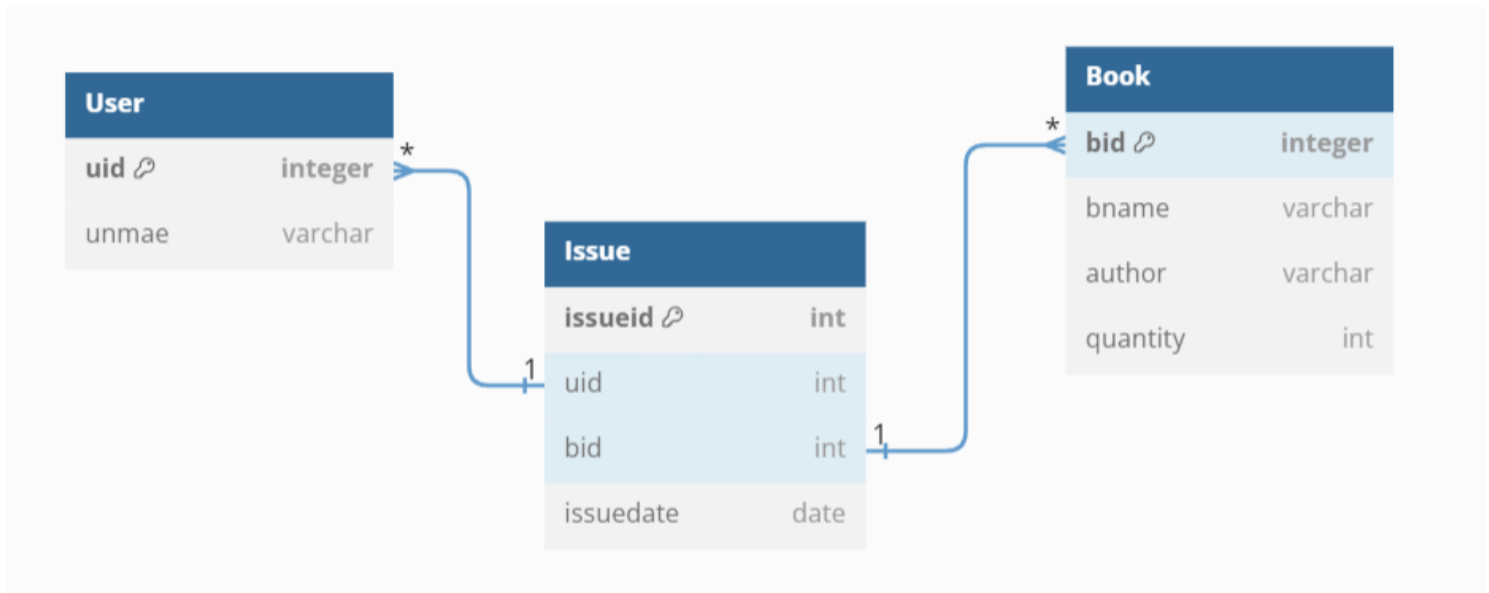 User
uid integer
unmae varchar
*
Issue
issueid int
1
uid int
bid int
1
issuedate date
Book
*
bid integer
bname varchar
author varchar
quantity int